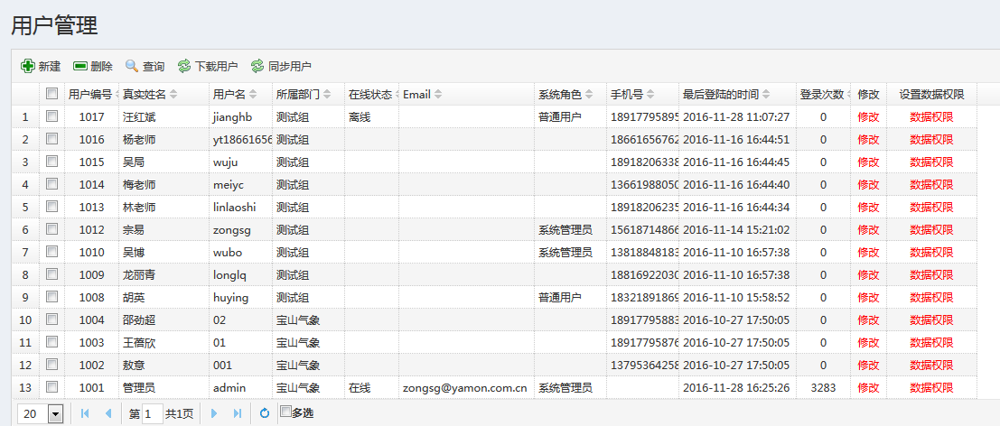 用户管理
新建 删除 查询 下载用户 同步用户
用户编号 真实姓名 用户名 所属部门 在线状态 Email 系统角色 手机号 最后登陆的时间 登录次数 修改 设置数据权限
1 1017 汪红斌 jianghb 测试组 离线 普通用户 18917795895 2016-11-28 11:07:27 0 修改 数据权限
2 1016 杨老师 yt18661656 测试组 18661656762 2016-11-16 16:44:51 0 修改 数据权限
3 1015 吴局 wuju 测试组 18918206338 2016-11-16 16:44:45 0 修改 数据权限
4 1014 梅老师 meiyc 测试组 13661988050 2016-11-16 16:44:40 0 修改 数据权限
5 1013 林老师 linlaoshi 测试组 18918206235 2016-11-16 16:44:34 0 修改 数据权限
6 1012 宗易 zongsg 测试组 系统管理员 15618714866 2016-11-14 15:21:02 0 修改 数据权限
7 1010 吴博 wubo 测试组 系统管理员 13818848183 2016-11-10 16:57:38 0 修改 数据权限
8 1009 龙丽青 longlq 测试组 18816922030 2016-11-10 16:57:38 0 修改 数据权限
9 1008 胡英 huying 测试组 普通用户 18321891869 2016-11-10 15:58:52 0 修改 数据权限
10 1004 邵劲超 02 宝山气象 18917795883 2016-10-27 17:50:05 0 修改 数据权限
11 1003 王蓓欣 01 宝山气象 18917795876 2016-10-27 17:50:05 0 修改 数据权限
12 1002 敖意 001 宝山气象 13795364258 2016-10-27 17:50:05 0 修改 数据权限
13 1001 管理员 admin 宝山气象 在线 zongsg@yamon.com.cn 系统管理员 2016-11-28 16:25:26 3283 修改 数据权限
20 第 1 共1页 多选